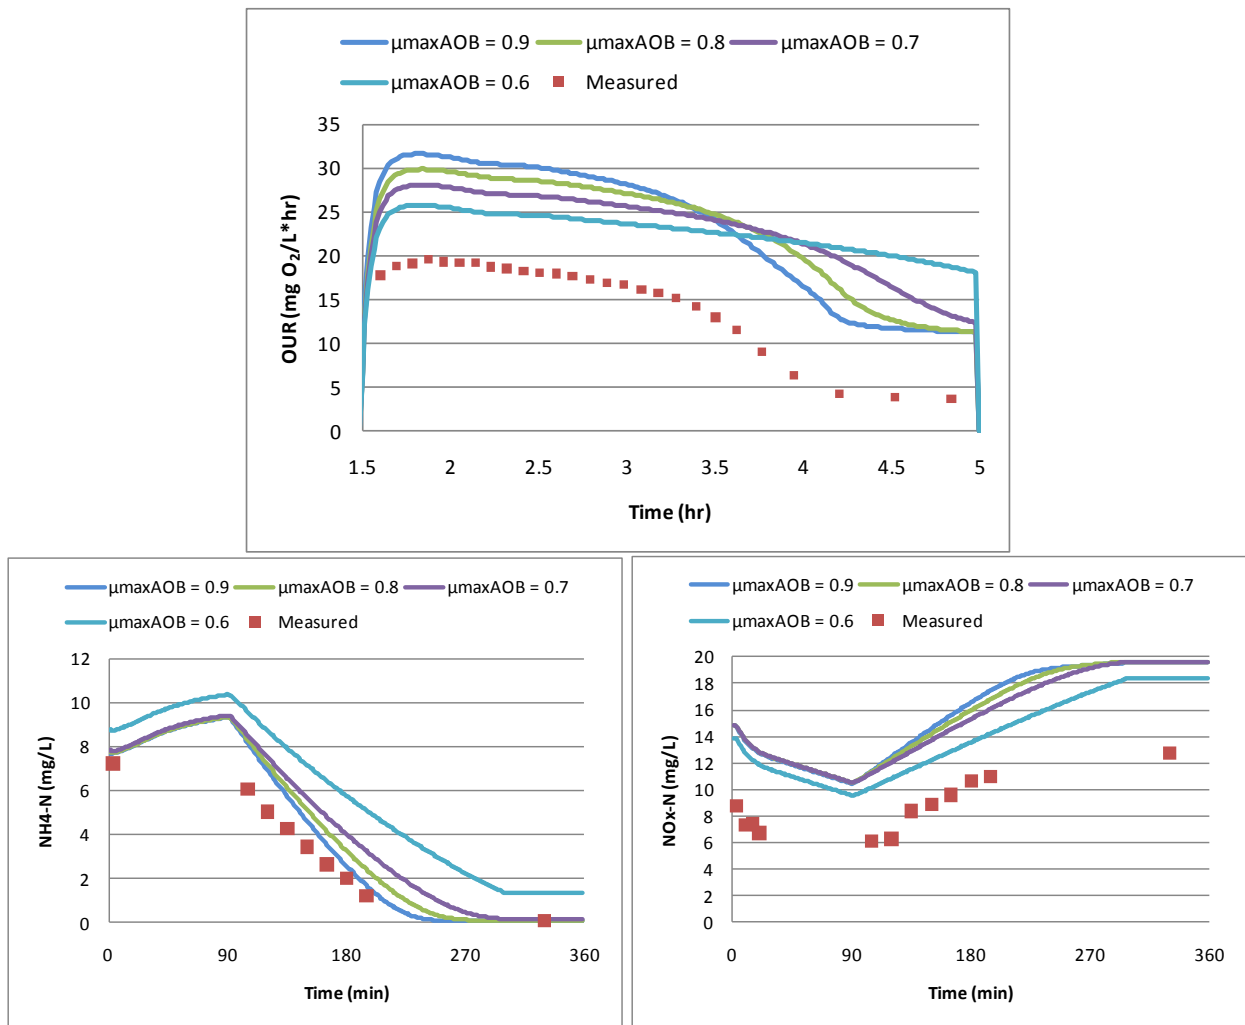 µmaxAOB = 0.9 µmaxAOB = 0.8 µmaxAOB = 0.7
µmaxAOB = 0.6 Measured
35
30
25
20
15
10
5
0
OUR (mg O₂/L*hr)
1.5 2 2.5 3 3.5 4 4.5 5
Time (hr)
µmaxAOB = 0.9 µmaxAOB = 0.8 µmaxAOB = 0.7
µmaxAOB = 0.6 Measured
12
10
8
6
4
2
0
NH4-N (mg/L)
0 90 180 270 360
Time (min)
µmaxAOB = 0.9 µmaxAOB = 0.8 µmaxAOB = 0.7
µmaxAOB = 0.6 Measured
20
18
16
14
12
10
8
6
4
2
0
NOx-N (mg/L)
0 90 180 270 360
Time (min)